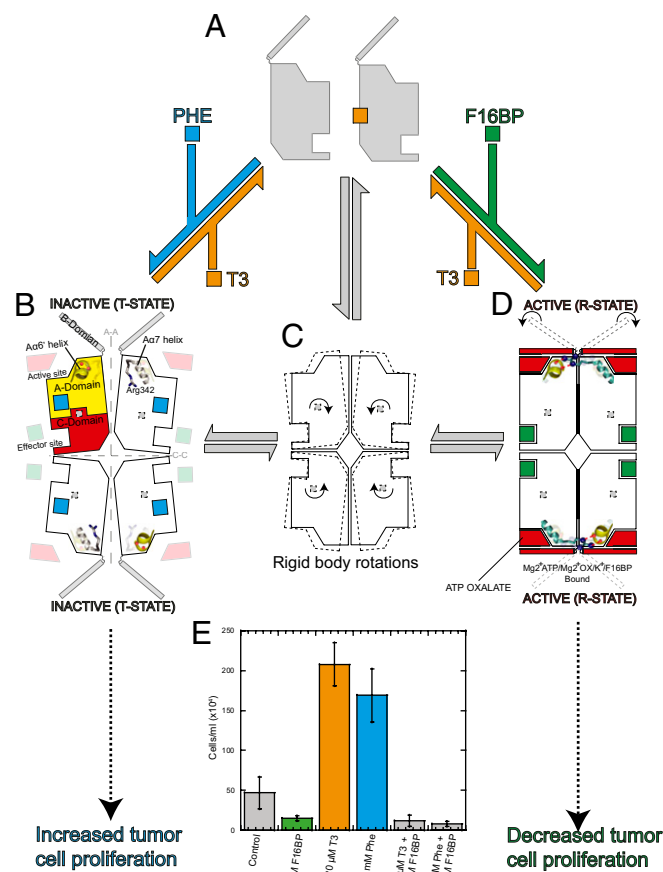 A
PHE
F16BP
T3
T3
B
INACTIVE (T-STATE)
B-Domian
A-A
Aα6' helix
Aα7 helix
Active site
A-Domain
Arg342
C-Domain
Effector site
C-C
INACTIVE (T-STATE)
C
Rigid body rotations
D
ACTIVE (R-STATE)
ATP OXALATE
Mg2⁺ATP/Mg2⁺OX/K⁺/F16BP
Bound
ACTIVE (R-STATE)
E
Cells/ml (x10⁴)
250
200
150
100
50
0
Control
M F16BP
0 µM T3
mM Phe
µM T3 +
M F16BP
M Phe +
M F16BP
Increased tumor
cell proliferation
Decreased tumor
cell proliferation